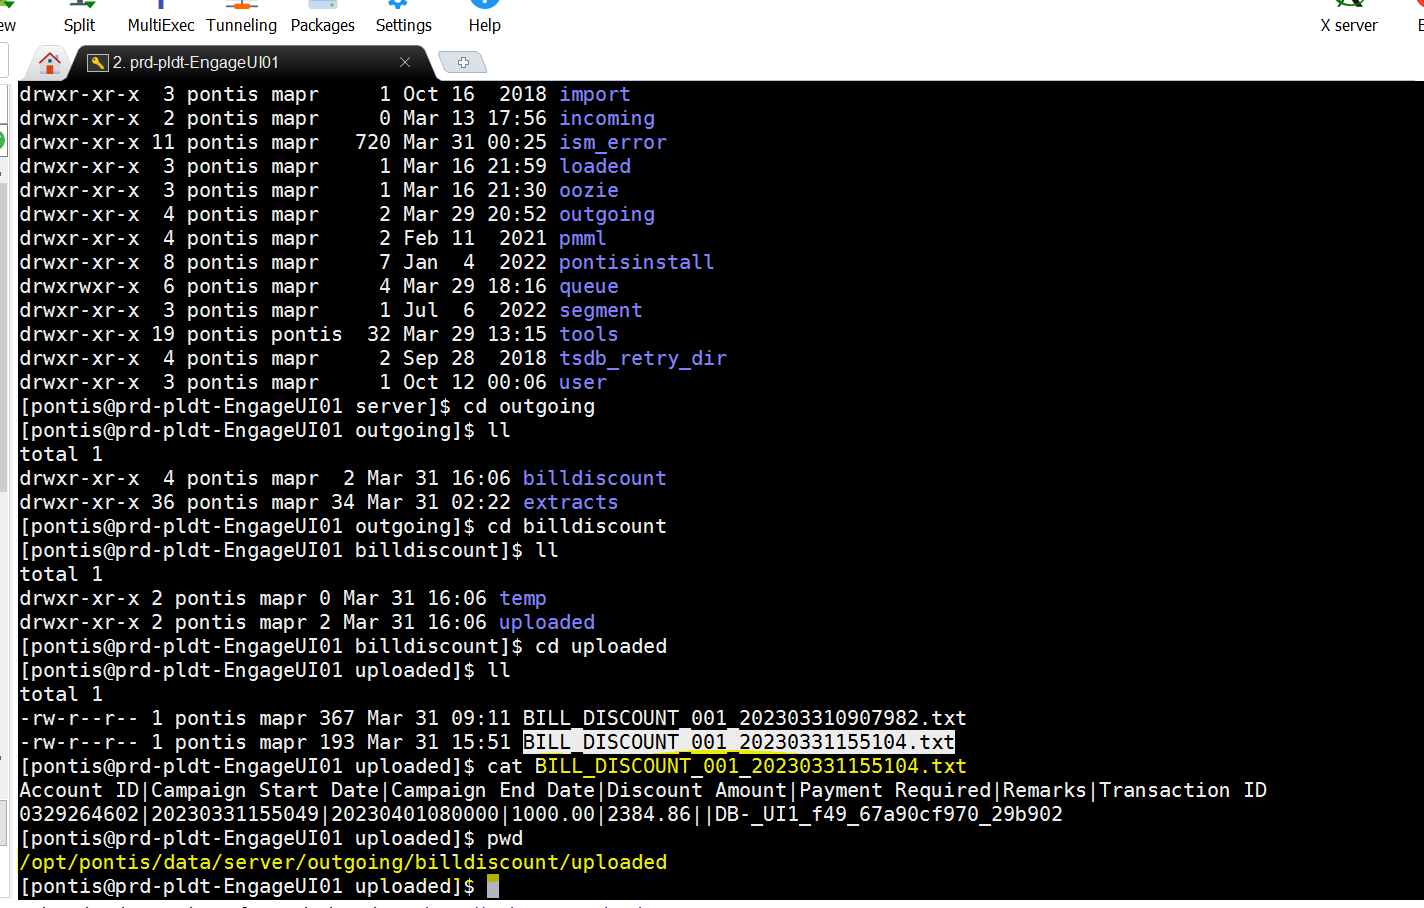 Split MultiExec Tunneling Packages Settings Help X server
2. prd-pldt-EngageUI01
drwxr-xr-x  3 pontis mapr     1 Oct 16  2018 import
drwxr-xr-x  2 pontis mapr     0 Mar 13 17:56 incoming
drwxr-xr-x 11 pontis mapr   720 Mar 31 00:25 ism_error
drwxr-xr-x  3 pontis mapr     1 Mar 16 21:59 loaded
drwxr-xr-x  3 pontis mapr     1 Mar 16 21:30 oozie
drwxr-xr-x  4 pontis mapr     2 Mar 29 20:52 outgoing
drwxr-xr-x  4 pontis mapr     2 Feb 11  2021 pmml
drwxr-xr-x  8 pontis mapr     7 Jan  4  2022 pontisinstall
drwxrwxr-x  6 pontis mapr     4 Mar 29 18:16 queue
drwxr-xr-x  3 pontis mapr     1 Jul  6  2022 segment
drwxr-xr-x 19 pontis pontis  32 Mar 29 13:15 tools
drwxr-xr-x  4 pontis mapr     2 Sep 28  2018 tsdb_retry_dir
drwxr-xr-x  3 pontis mapr     1 Oct 12 00:06 user
[pontis@prd-pldt-EngageUI01 server]$ cd outgoing
[pontis@prd-pldt-EngageUI01 outgoing]$ ll
total 1
drwxr-xr-x  4 pontis mapr  2 Mar 31 16:06 billdiscount
drwxr-xr-x 36 pontis mapr 34 Mar 31 02:22 extracts
[pontis@prd-pldt-EngageUI01 outgoing]$ cd billdiscount
[pontis@prd-pldt-EngageUI01 billdiscount]$ ll
total 1
drwxr-xr-x 2 pontis mapr 0 Mar 31 16:06 temp
drwxr-xr-x 2 pontis mapr 2 Mar 31 16:06 uploaded
[pontis@prd-pldt-EngageUI01 billdiscount]$ cd uploaded
[pontis@prd-pldt-EngageUI01 uploaded]$ ll
total 1
-rw-r--r-- 1 pontis mapr 367 Mar 31 09:11 BILL_DISCOUNT_001_202303310907982.txt
-rw-r--r-- 1 pontis mapr 193 Mar 31 15:51 BILL_DISCOUNT_001_20230331155104.txt
[pontis@prd-pldt-EngageUI01 uploaded]$ cat BILL_DISCOUNT_001_20230331155104.txt
Account ID|Campaign Start Date|Campaign End Date|Discount Amount|Payment Required|Remarks|Transaction ID
0329264602|20230331155049|20230401080000|1000.00|2384.86||DB-_UI1_f49_67a90cf970_29b902
[pontis@prd-pldt-EngageUI01 uploaded]$ pwd
/opt/pontis/data/server/outgoing/billdiscount/uploaded
[pontis@prd-pldt-EngageUI01 uploaded]$